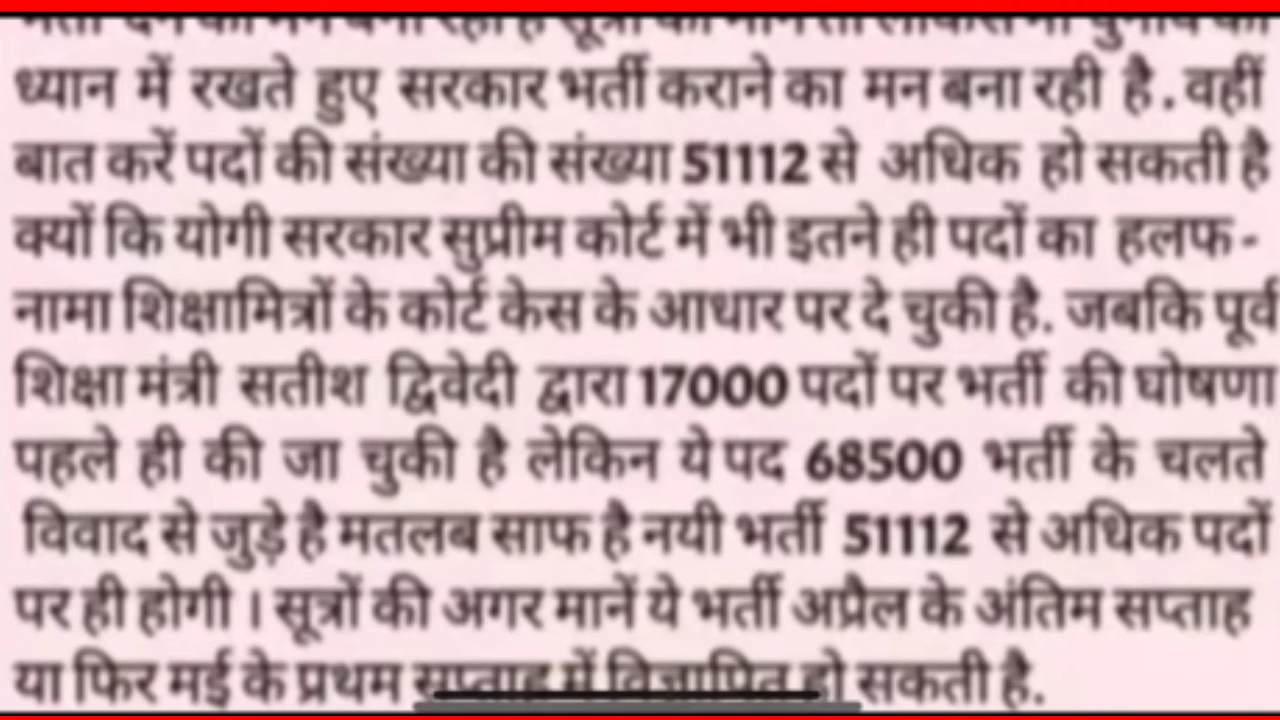 ध्यान में रखते हुए सरकार भर्ती कराने का मन बना रही है . वहीं
बात करें पदों की संख्या की संख्या 51112 से अधिक हो सकती है
क्यों कि योगी सरकार सुप्रीम कोर्ट में भी इतने ही पदों का हलफ-
नामा शिक्षामित्रों के कोर्ट केस के आधार पर दे चुकी है. जबकि पूर्व
शिक्षा मंत्री सतीश द्विवेदी द्वारा 17000 पदों पर भर्ती की घोषणा
पहले ही की जा चुकी है लेकिन ये पद 68500 भर्ती के चलते
विवाद से जुड़े है मतलब साफ है नयी भर्ती 51112 से अधिक पदों
पर ही होगी । सूत्रों की अगर मानें ये भर्ती अप्रैल के अंतिम सप्ताह
या फिर मई के प्रथम सप्ताह में विज्ञापित हो सकती है.